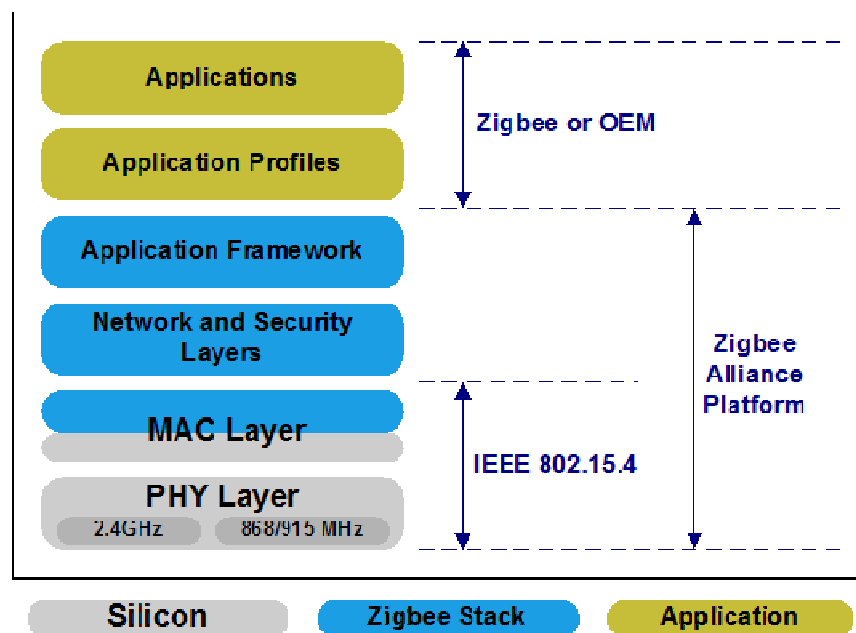 Applications
Zigbee or OEM
Application Profiles
Application Framework
Network and Security
Layers
Zigbee
Alliance
Platform
MAC Layer
IEEE 802.15.4
PHY Layer
2.4GHz
868/915 MHz
Silicon
Zigbee Stack
Application